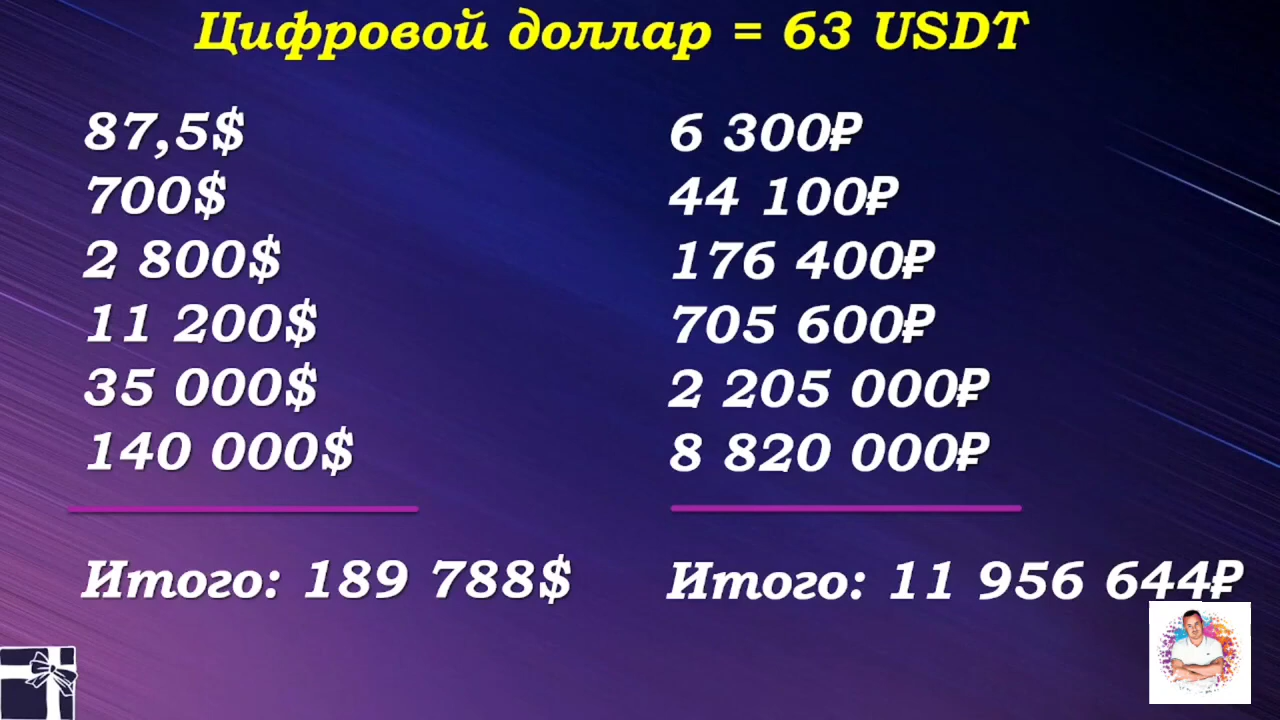 Цифровой доллар = 63 USDT
87,5$
700$
2 800$
11 200$
35 000$
140 000$
Итого: 189 788$
6 300₽
44 100₽
176 400₽
705 600₽
2 205 000₽
8 820 000₽
Итого: 11 956 644₽